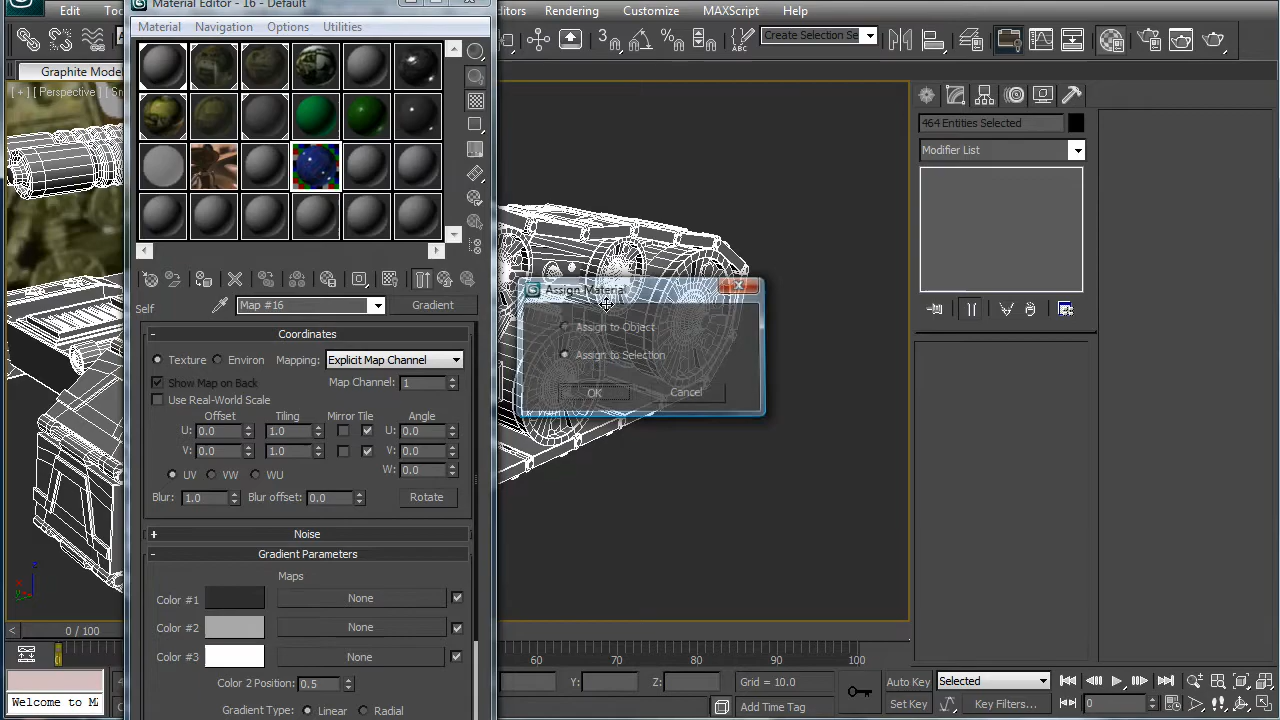 Material Editor - 16 - Default
Edit
Material Navigation Options Utilities
Rendering Customize MAXScript Help
Create Selection Se
Graphite Model
[ + ] [ Perspective ]
464 Entities Selected
Modifier List
Self Map #16 Gradient
- Coordinates
Texture Environ Mapping: Explicit Map Channel
Show Map on Back Map Channel: 1
Use Real-World Scale
Offset Tiling Mirror Tile Angle
U: 0.0 1.0 U: 0.0
V: 0.0 1.0 V: 0.0
W: 0.0
UV VW WU
Blur: 1.0 Blur offset: 0.0 Rotate
+ Noise
- Gradient Parameters
Maps
Color #1 None
Color #2 None
Color #3 None
Color 2 Position: 0.5
Gradient Type: Linear Radial
Assign Material
Assign to Object
Assign to Selection
OK Cancel
z
x
< 0 / 100
0 60 70 80 90 100
Y: Z: Grid = 10.0 Auto Key Selected
Welcome to M Add Time Tag Set Key Key Filters... 0